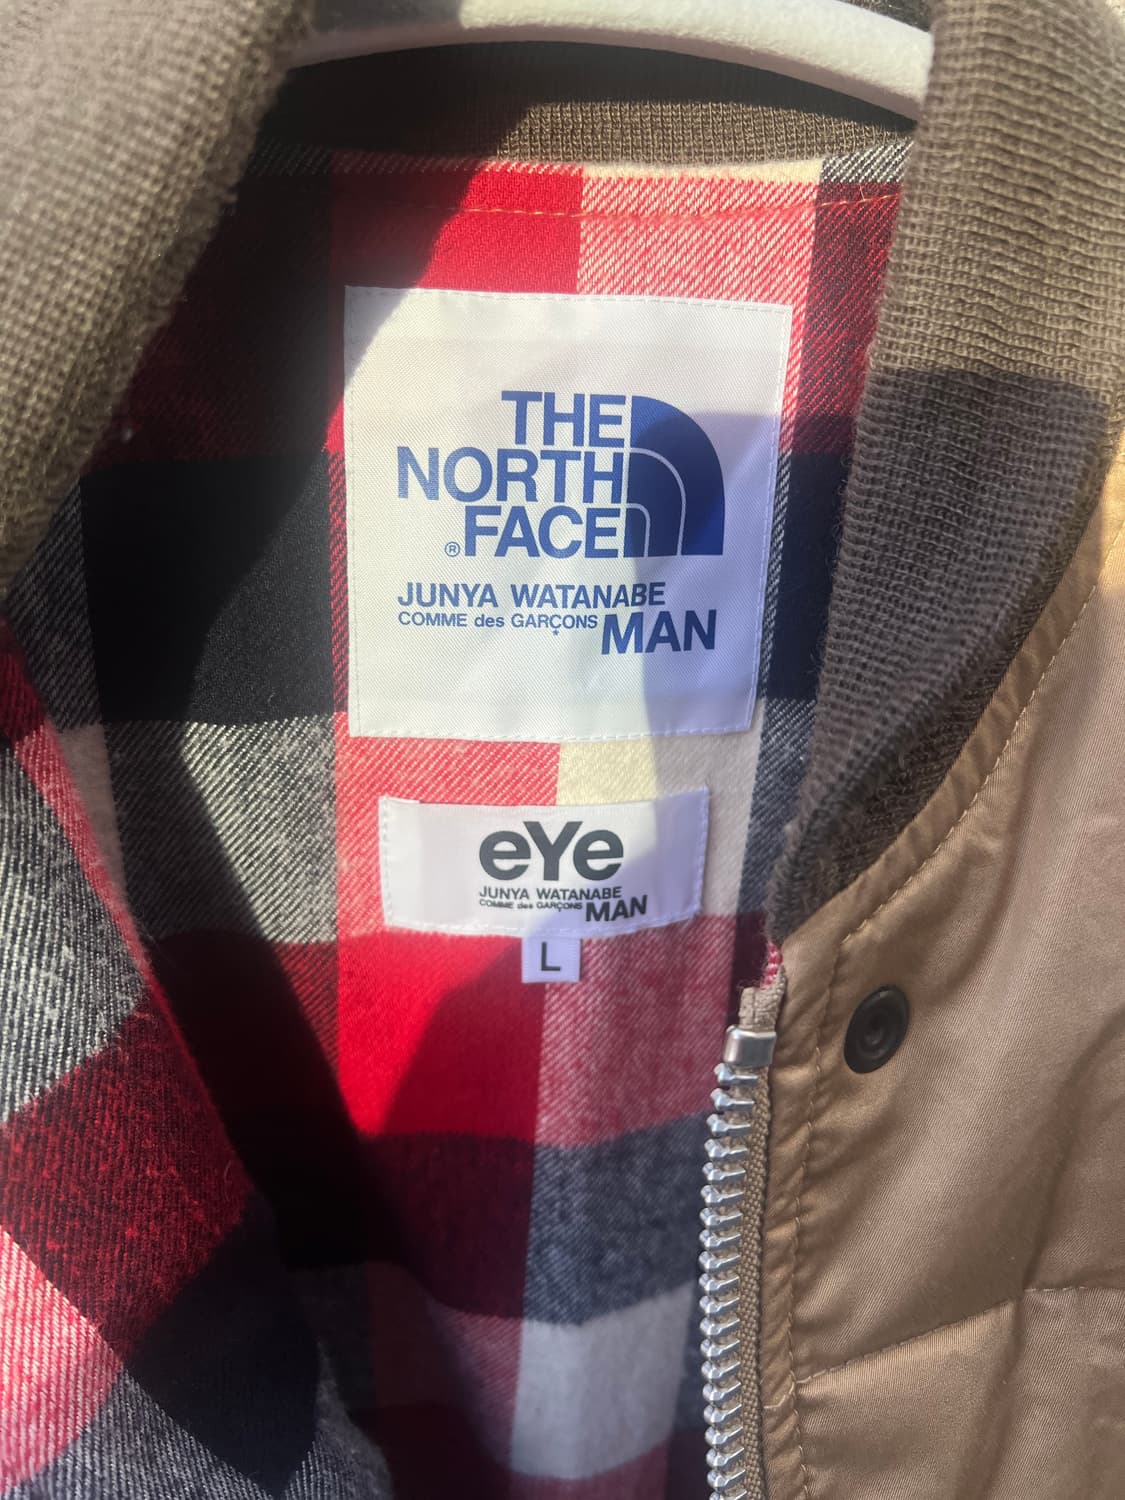 THE
NORTH
®FACE
JUNYA WATANABE
COMME des GARÇONS MAN
eYe
JUNYA WATANABE
COMME des GARÇONS MAN
L